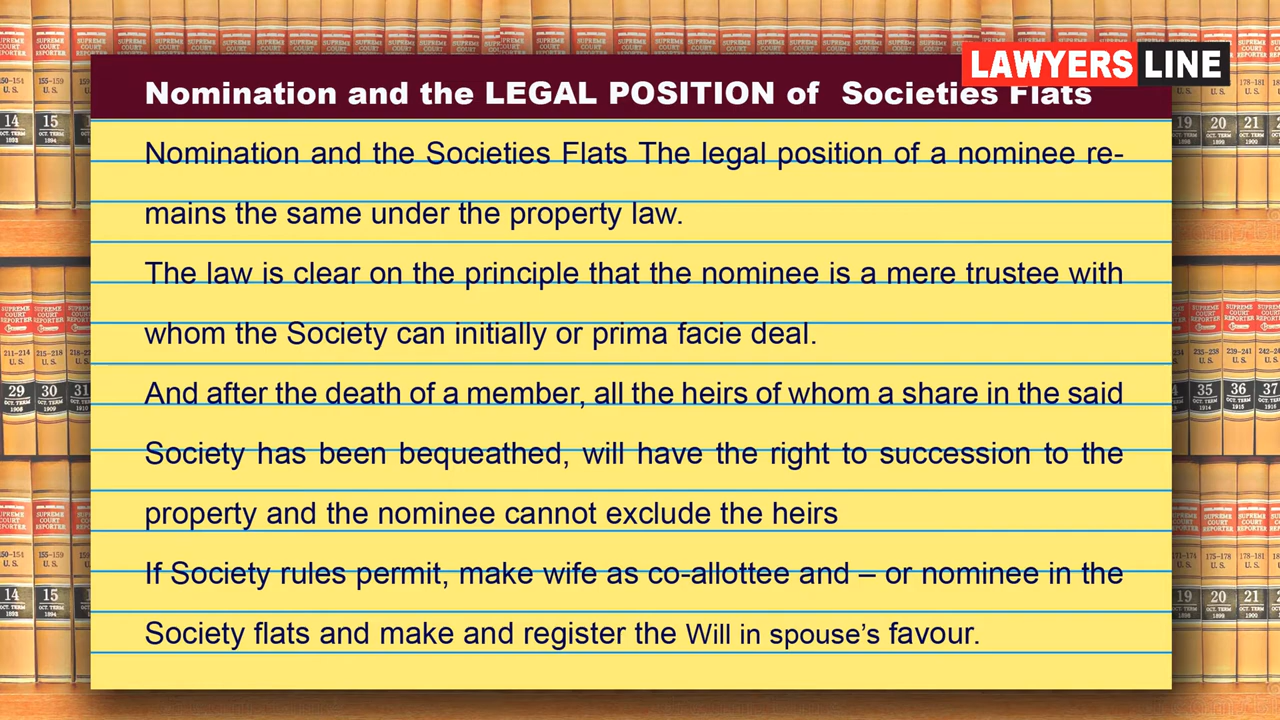 LAWYERS LINE
Nomination and the LEGAL POSITION of Societies Flats
Nomination and the Societies Flats The legal position of a nominee re-
mains the same under the property law.
The law is clear on the principle that the nominee is a mere trustee with
whom the Society can initially or prima facie deal.
And after the death of a member, all the heirs of whom a share in the said
Society has been bequeathed, will have the right to succession to the
property and the nominee cannot exclude the heirs
If Society rules permit, make wife as co-allottee and – or nominee in the
Society flats and make and register the Will in spouse's favour.